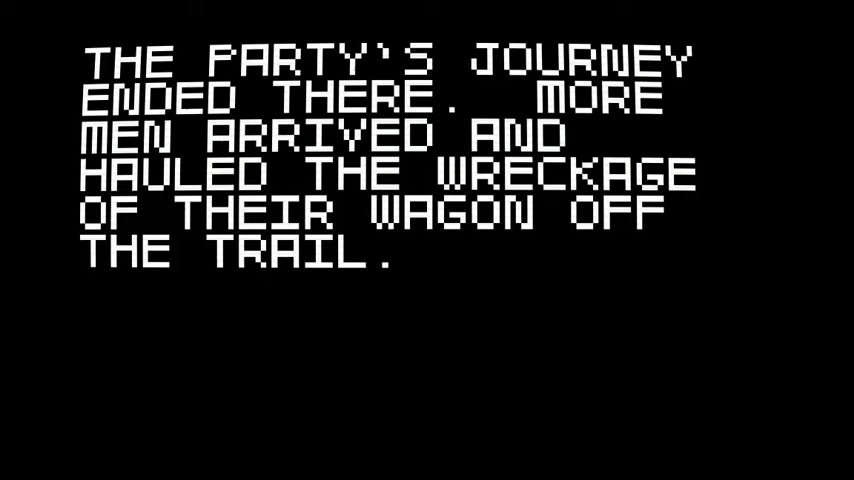 THE PARTY'S JOURNEY
ENDED THERE.  MORE
MEN ARRIVED AND
HAULED THE WRECKAGE
OF THEIR WAGON OFF
THE TRAIL.